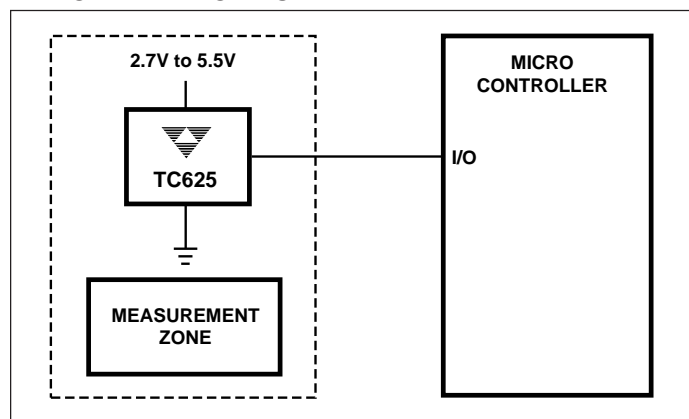 2.7V to 5.5V
TC625
MEASUREMENT
ZONE
MICRO
CONTROLLER
I/O